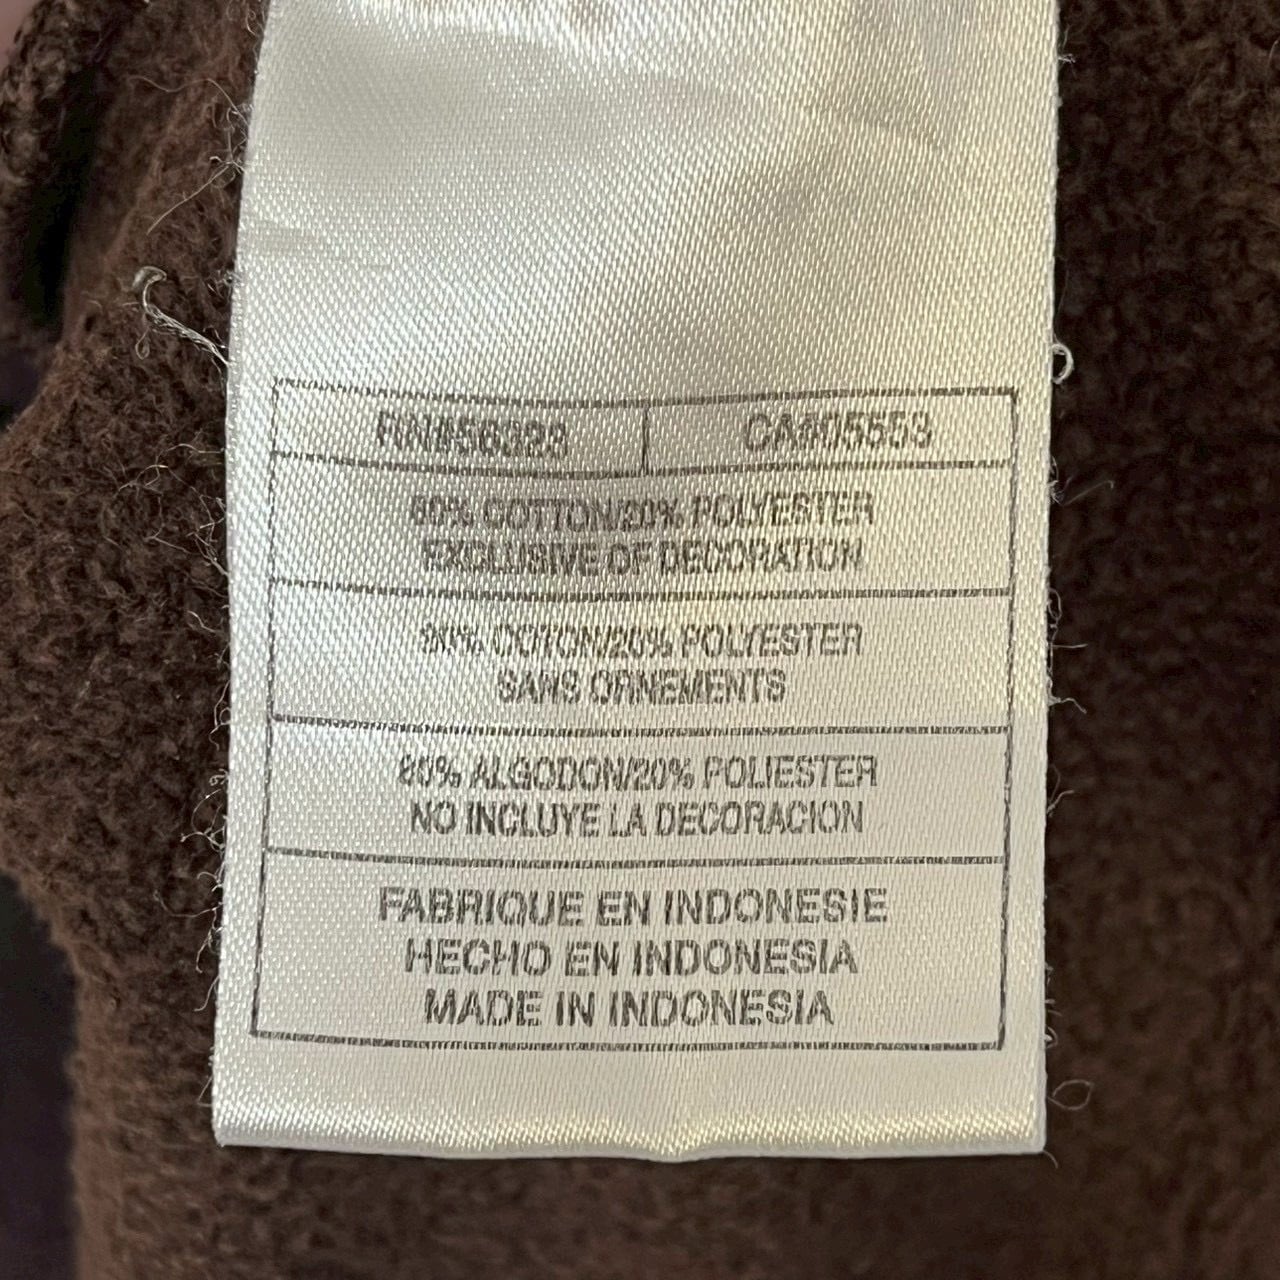 RN#56323 CA#05553
80% COTTON/20% POLYESTER
EXCLUSIVE OF DECORATION
80% COTON/20% POLYESTER
SANS ORNEMENTS
80% ALGODON/20% POLIESTER
NO INCLUYE LA DECORACION
FABRIQUE EN INDONESIE
HECHO EN INDONESIA
MADE IN INDONESIA